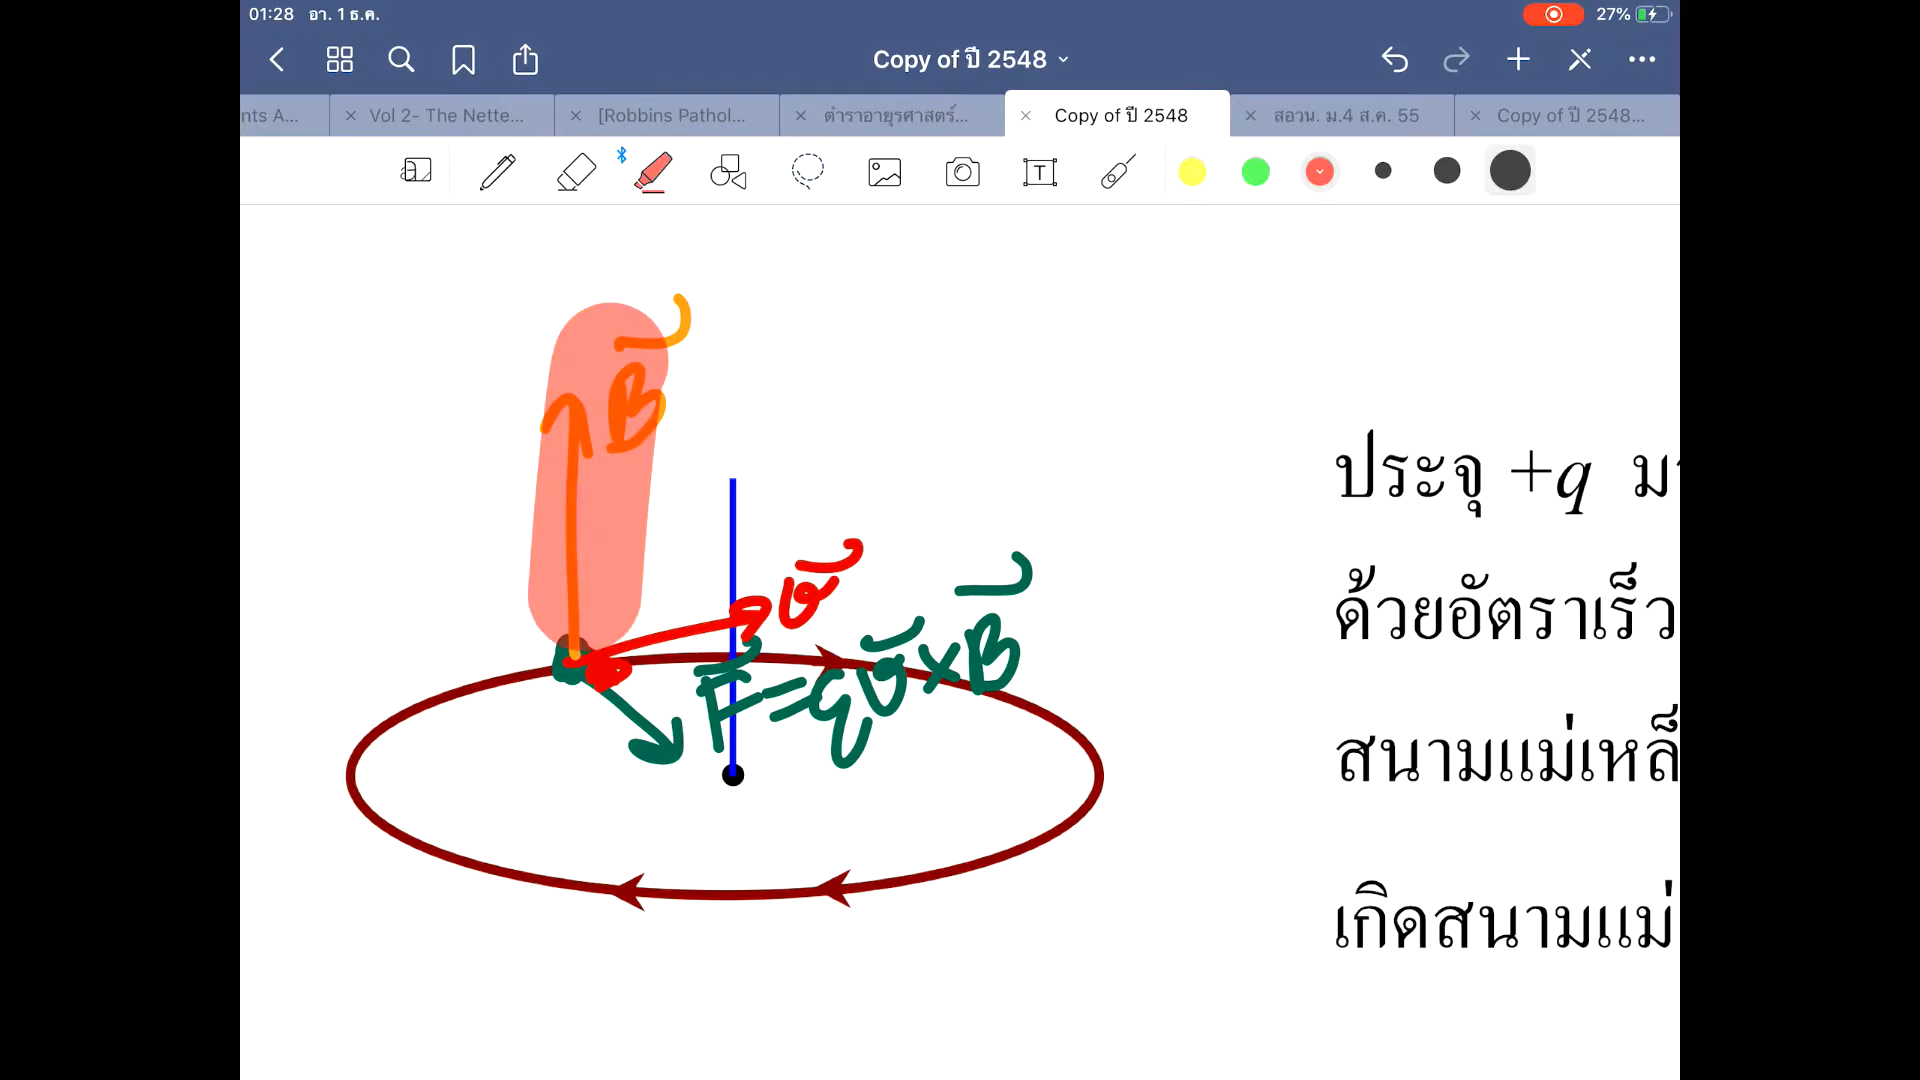 01:28 อา. 1 ธ.ค. 27%
Copy of ปี 2548
nts A... Vol 2- The Nette... [Robbins Pathol... ตำราอายุรศาสตร์... Copy of ปี 2548 สอวน. ม.4 ส.ค. 55 Copy of ปี 2548...
T
B
v
F = qv×B
ประจุ +q
ด้วยอัตราเร็ว
สนามแม่เหล็
เกิดสนามแม่